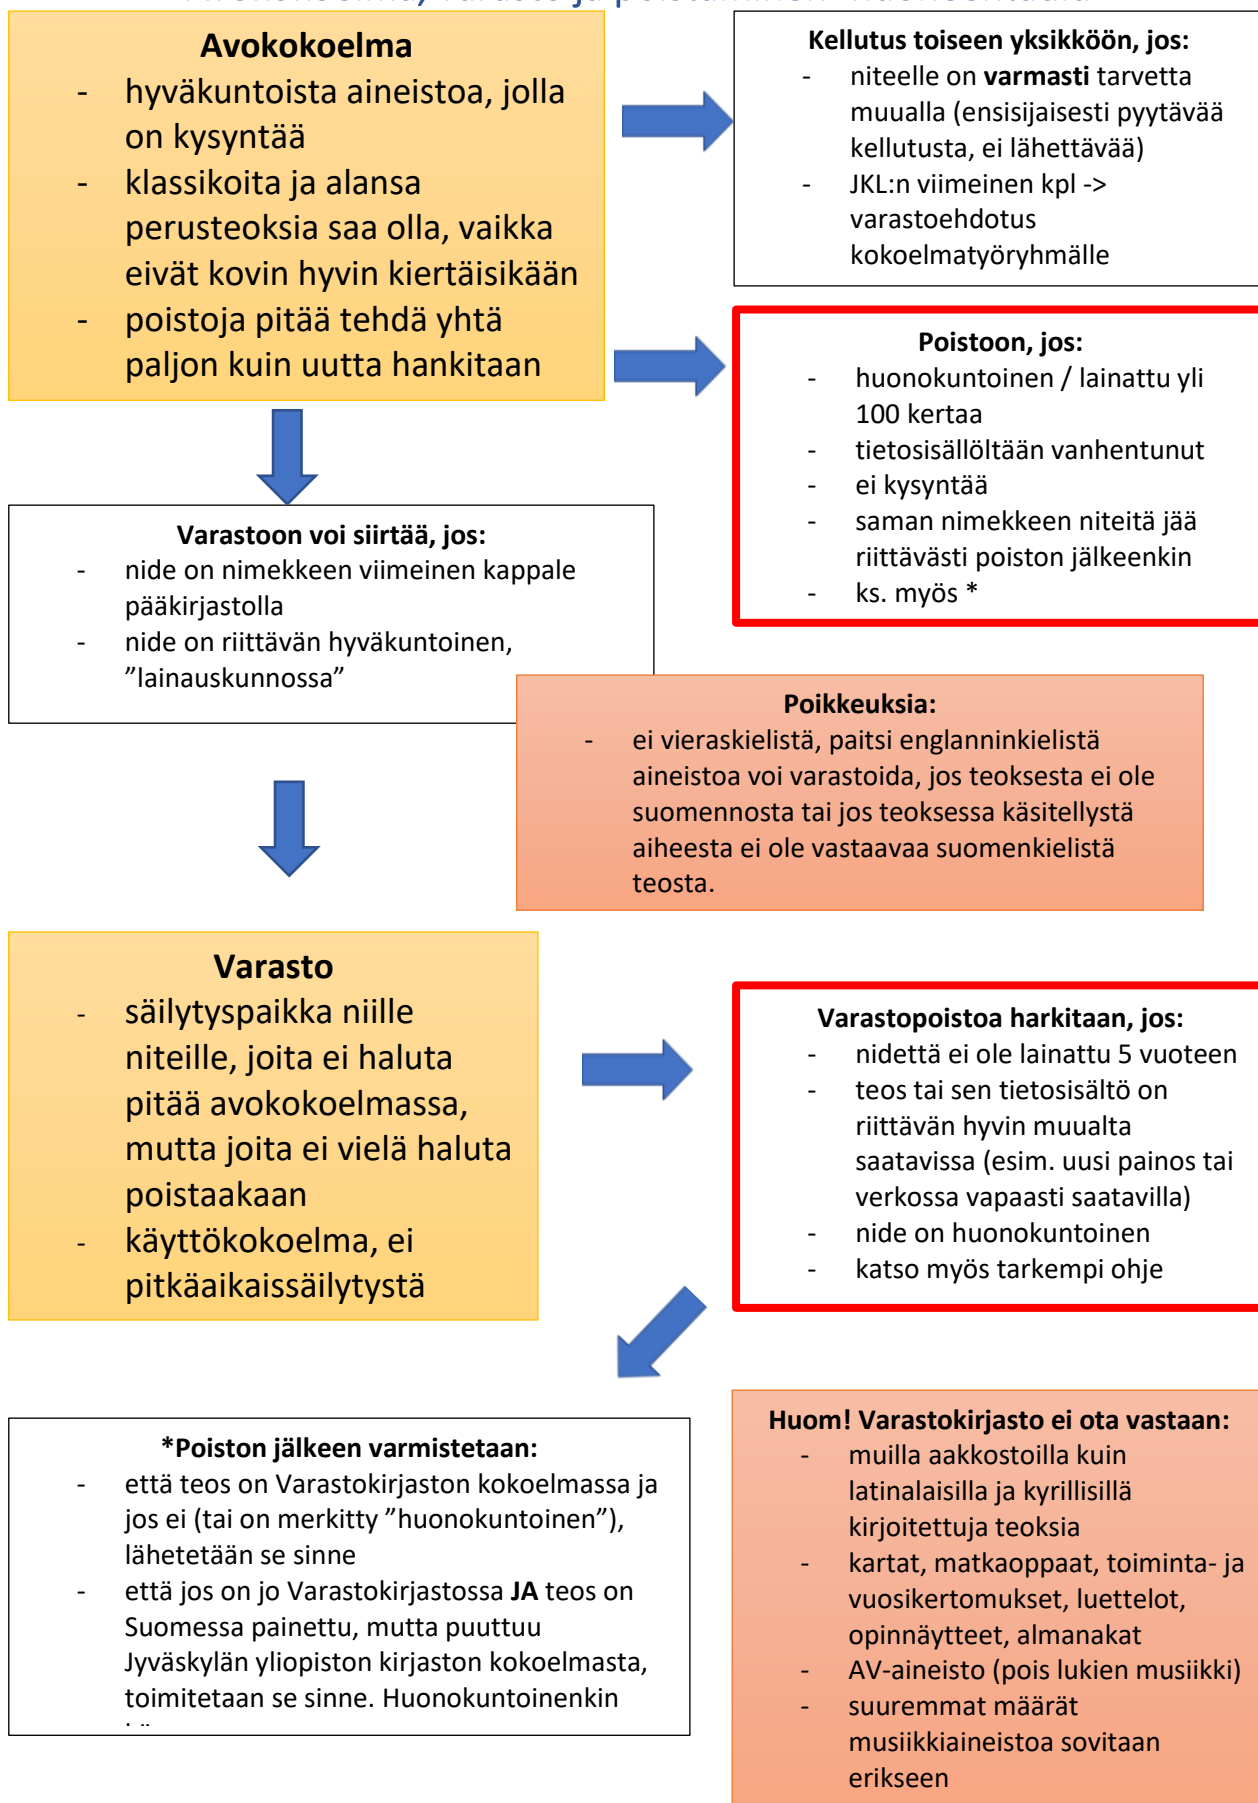 Avokokoelma
- hyväkuntoista aineistoa, jolla
on kysyntää
- klassikoita ja alansa
perusteoksia saa olla, vaikka
eivät kovin hyvin kiertäisikään
- poistoja pitää tehdä yhtä
paljon kuin uutta hankitaan
Kellutus toiseen yksikköön, jos:
- niteelle on varmasti tarvetta
muualla (ensisijaisesti pyytävää
kellutusta, ei lähettävää)
- JKL:n viimeinen kpl ->
varastoehdotus
kokoelmatyöryhmälle
Poistoon, jos:
- huonokuntoinen / lainattu yli
100 kertaa
- tietosisällöltään vanhentunut
- ei kysyntää
- saman nimekkeen niteitä jää
riittävästi poiston jälkeenkin
- ks. myös *
Varastoon voi siirtää, jos:
- nide on nimekkeen viimeinen kappale
pääkirjastolla
- nide on riittävän hyväkuntoinen,
”lainauskunnossa”
Poikkeuksia:
- ei vieraskielistä, paitsi englanninkielistä
aineistoa voi varastoida, jos teoksesta ei ole
suomennosta tai jos teoksessa käsitellystä
aiheesta ei ole vastaavaa suomenkielistä
teosta.
Varasto
- säilytyspaikka niille
niteille, joita ei haluta
pitää avokokoelmassa,
mutta joita ei vielä haluta
poistaakaan
- käyttökokoelma, ei
pitkäaikaissäilytystä
Varastopoistoa harkitaan, jos:
- nidettä ei ole lainattu 5 vuoteen
- teos tai sen tietosisältö on
riittävän hyvin muualta
saatavissa (esim. uusi painos tai
verkossa vapaasti saatavilla)
- nide on huonokuntoinen
- katso myös tarkempi ohje
*Poiston jälkeen varmistetaan:
- että teos on Varastokirjaston kokoelmassa ja
jos ei (tai on merkitty ”huonokuntoinen”),
lähetetään se sinne
- että jos on jo Varastokirjastossa JA teos on
Suomessa painettu, mutta puuttuu
Jyväskylän yliopiston kirjaston kokoelmasta,
toimitetaan se sinne. Huonokuntoinenkin
Huom! Varastokirjasto ei ota vastaan:
- muilla aakkostoilla kuin
latinalaisilla ja kyrillisillä
kirjoitettuja teoksia
- kartat, matkaoppaat, toiminta- ja
vuosikertomukset, luettelot,
opinnäytteet, almanakat
- AV-aineisto (pois lukien musiikki)
- suuremmat määrät
musiikkiaineistoa sovitaan
erikseen